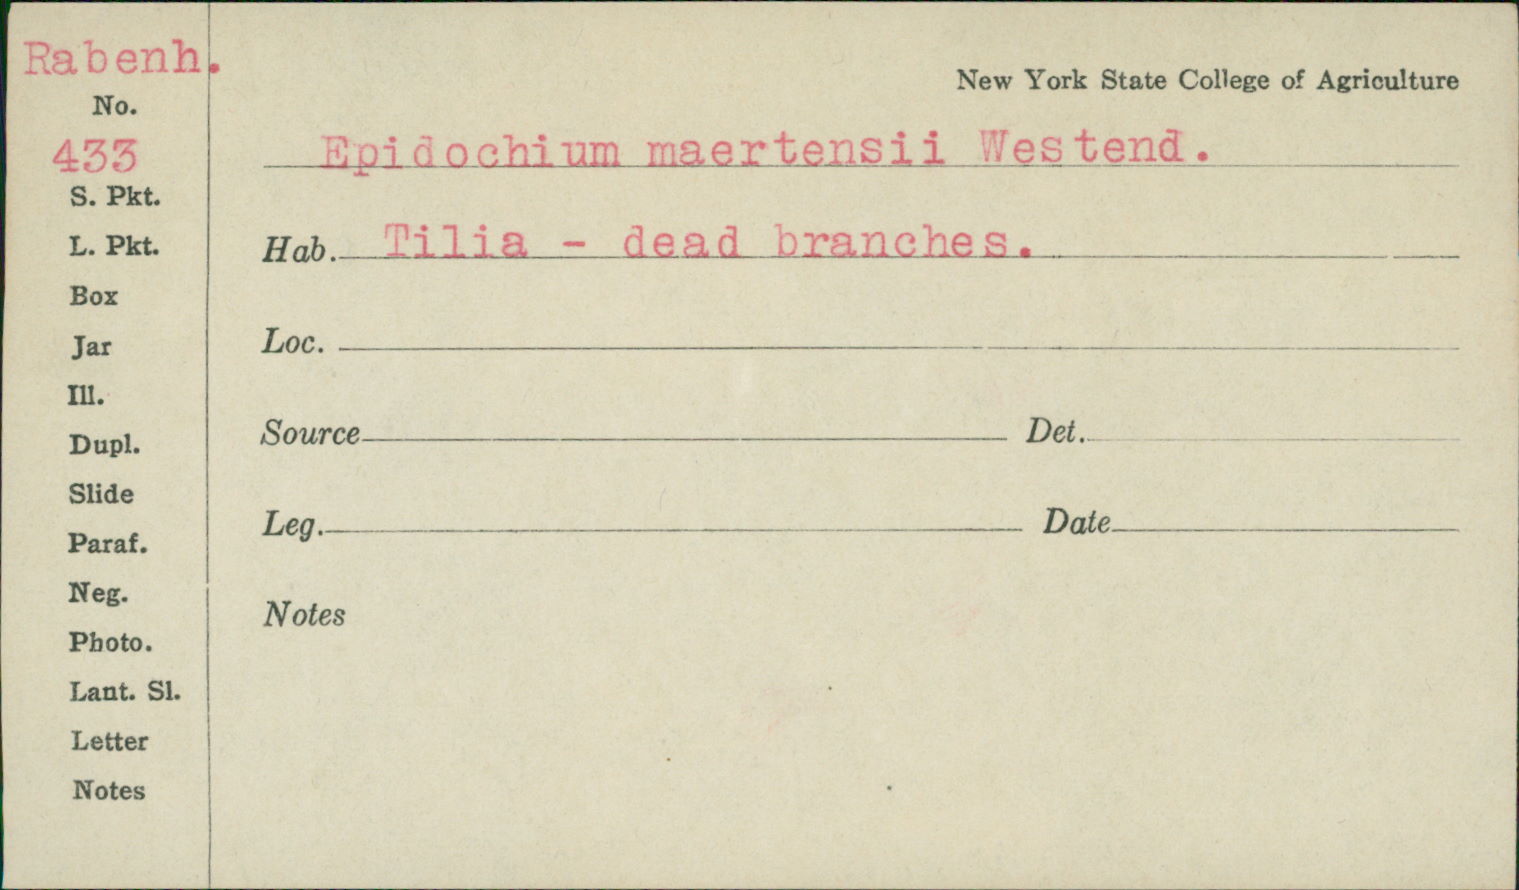 Rabenh.
No.
433
S. Pkt.
L. Pkt.
Box
Jar
Ill.
Dupl.
Slide
Paraf.
Neg.
Photo.
Lant. Sl.
Letter
Notes
New York State College of Agriculture
Epidochium maertensii Westend.
Hab. Tilia - dead branches.
Loc.
Source Det.
Leg. Date
Notes